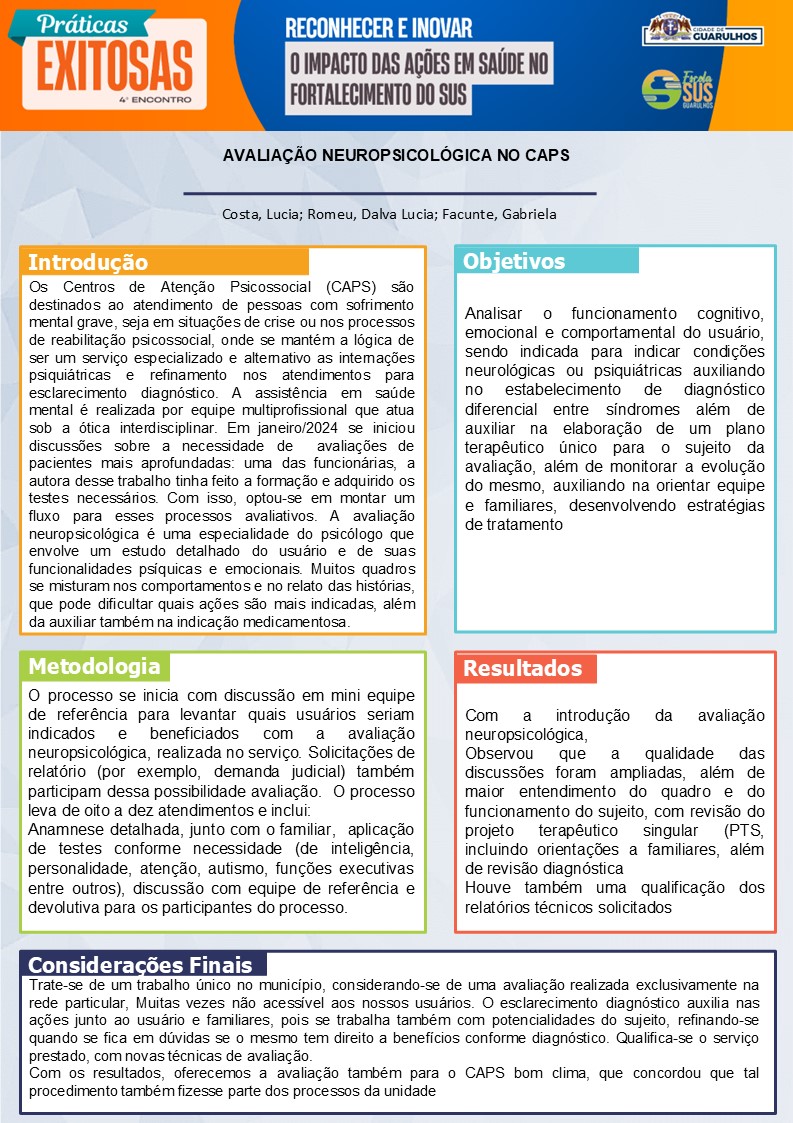 Práticas
EXITOSAS
4º ENCONTRO
RECONHECER E INOVAR
O IMPACTO DAS AÇÕES EM SAÚDE NO
FORTALECIMENTO DO SUS
CIDADE DE
GUARULHOS
Escola
SUS
GUARULHOS
AVALIAÇÃO NEUROPSICOLÓGICA NO CAPS
Costa, Lucia; Romeu, Dalva Lucia; Facunte, Gabriela
Introdução
Os Centros de Atenção Psicossocial (CAPS) são
destinados ao atendimento de pessoas com sofrimento
mental grave, seja em situações de crise ou nos processos
de reabilitação psicossocial, onde se mantém a lógica de
ser um serviço especializado e alternativo as internações
psiquiátricas e refinamento nos atendimentos para
esclarecimento diagnóstico. A assistência em saúde
mental é realizada por equipe multiprofissional que atua
sob a ótica interdisciplinar. Em janeiro/2024 se iniciou
discussões sobre a necessidade de avaliações de
pacientes mais aprofundadas: uma das funcionárias, a
autora desse trabalho tinha feito a formação e adquirido os
testes necessários. Com isso, optou-se em montar um
fluxo para esses processos avaliativos. A avaliação
neuropsicológica é uma especialidade do psicólogo que
envolve um estudo detalhado do usuário e de suas
funcionalidades psíquicas e emocionais. Muitos quadros
se misturam nos comportamentos e no relato das histórias,
que pode dificultar quais ações são mais indicadas, além
da auxiliar também na indicação medicamentosa.
Objetivos
Analisar o funcionamento cognitivo,
emocional e comportamental do usuário,
sendo indicada para indicar condições
neurológicas ou psiquiátricas auxiliando
no estabelecimento de diagnóstico
diferencial entre síndromes além de
auxiliar na elaboração de um plano
terapêutico único para o sujeito da
avaliação, além de monitorar a evolução
do mesmo, auxiliando na orientar equipe
e familiares, desenvolvendo estratégias
de tratamento
Metodologia
O processo se inicia com discussão em mini equipe
de referência para levantar quais usuários seriam
indicados e beneficiados com a avaliação
neuropsicológica, realizada no serviço. Solicitações de
relatório (por exemplo, demanda judicial) também
participam dessa possibilidade avaliação. O processo
leva de oito a dez atendimentos e inclui:
Anamnese detalhada, junto com o familiar, aplicação
de testes conforme necessidade (de inteligência,
personalidade, atenção, autismo, funções executivas
entre outros), discussão com equipe de referência e
devolutiva para os participantes do processo.
Resultados
Com a introdução da avaliação
neuropsicológica,
Observou que a qualidade das
discussões foram ampliadas, além de
maior entendimento do quadro e do
funcionamento do sujeito, com revisão do
projeto terapêutico singular (PTS,
incluindo orientações a familiares, além
de revisão diagnóstica
Houve também uma qualificação dos
relatórios técnicos solicitados
Considerações Finais
Trate-se de um trabalho único no município, considerando-se de uma avaliação realizada exclusivamente na
rede particular, Muitas vezes não acessível aos nossos usuários. O esclarecimento diagnóstico auxilia nas
ações junto ao usuário e familiares, pois se trabalha também com potencialidades do sujeito, refinando-se
quando se fica em dúvidas se o mesmo tem direito a benefícios conforme diagnóstico. Qualifica-se o serviço
prestado, com novas técnicas de avaliação.
Com os resultados, oferecemos a avaliação também para o CAPS bom clima, que concordou que tal
procedimento também fizesse parte dos processos da unidade